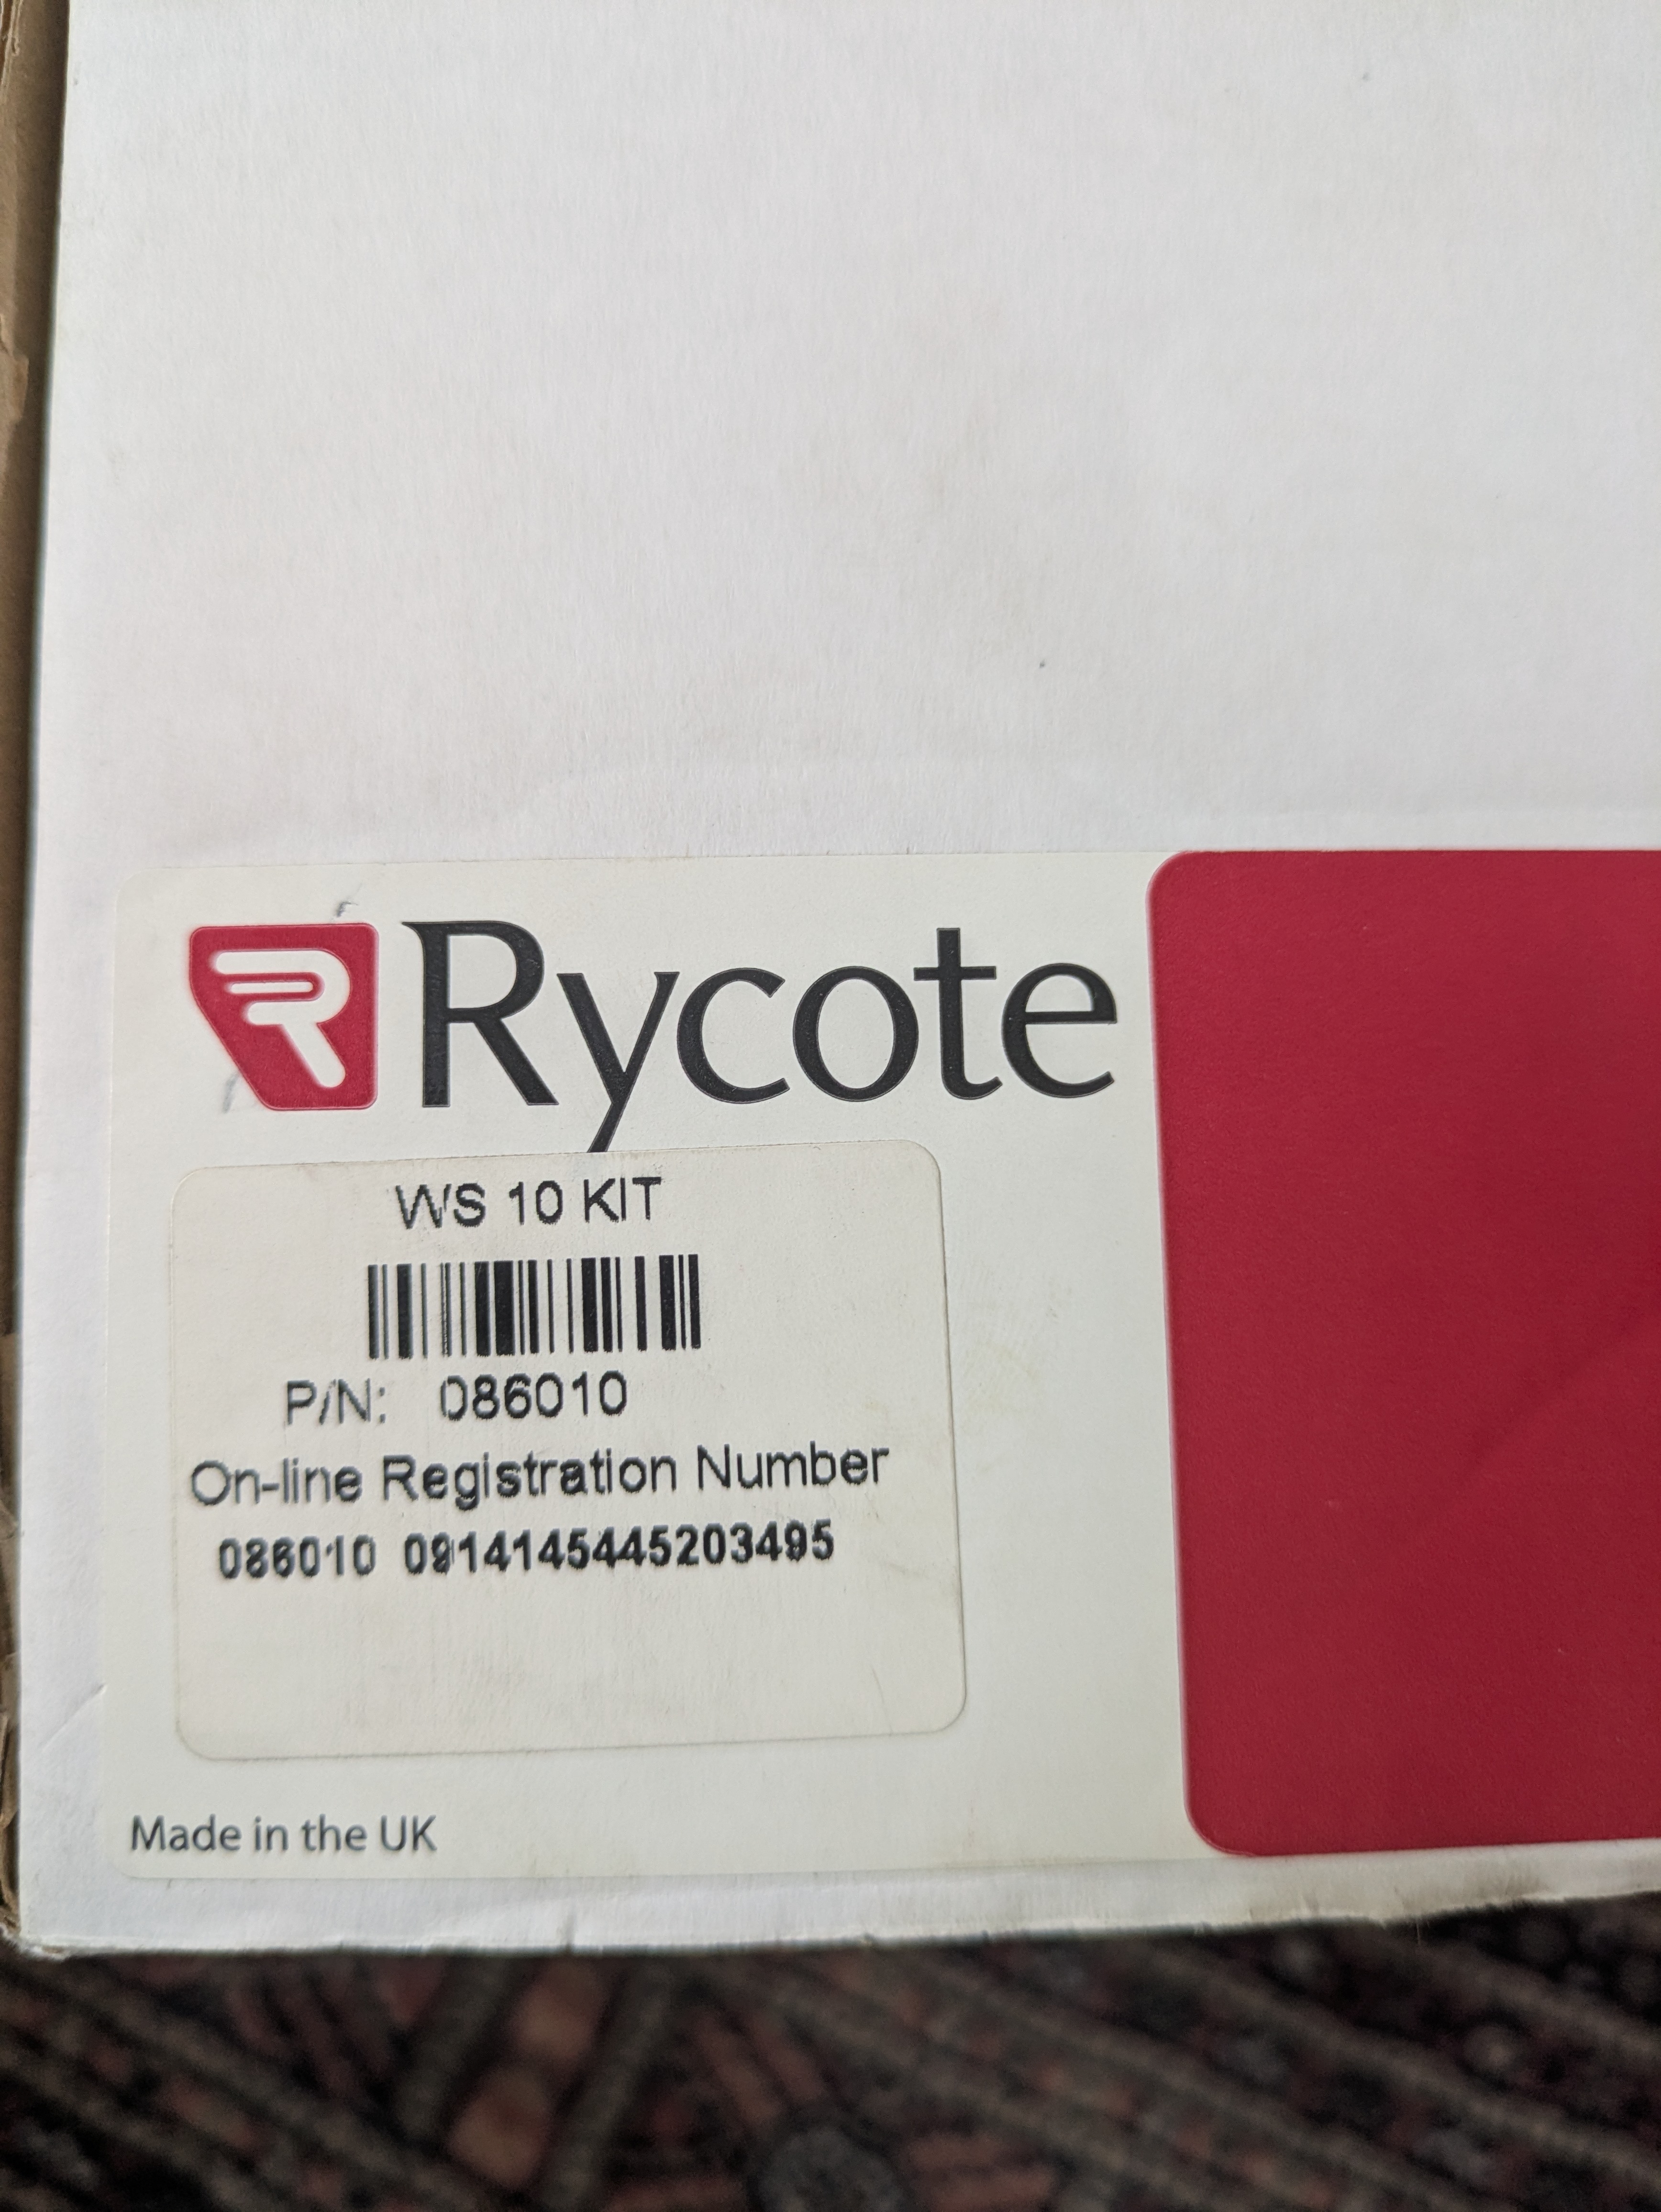 Rycote
WS 10 KIT
P/N: 086010
On-line Registration Number
086010 0914145445203495
Made in the UK